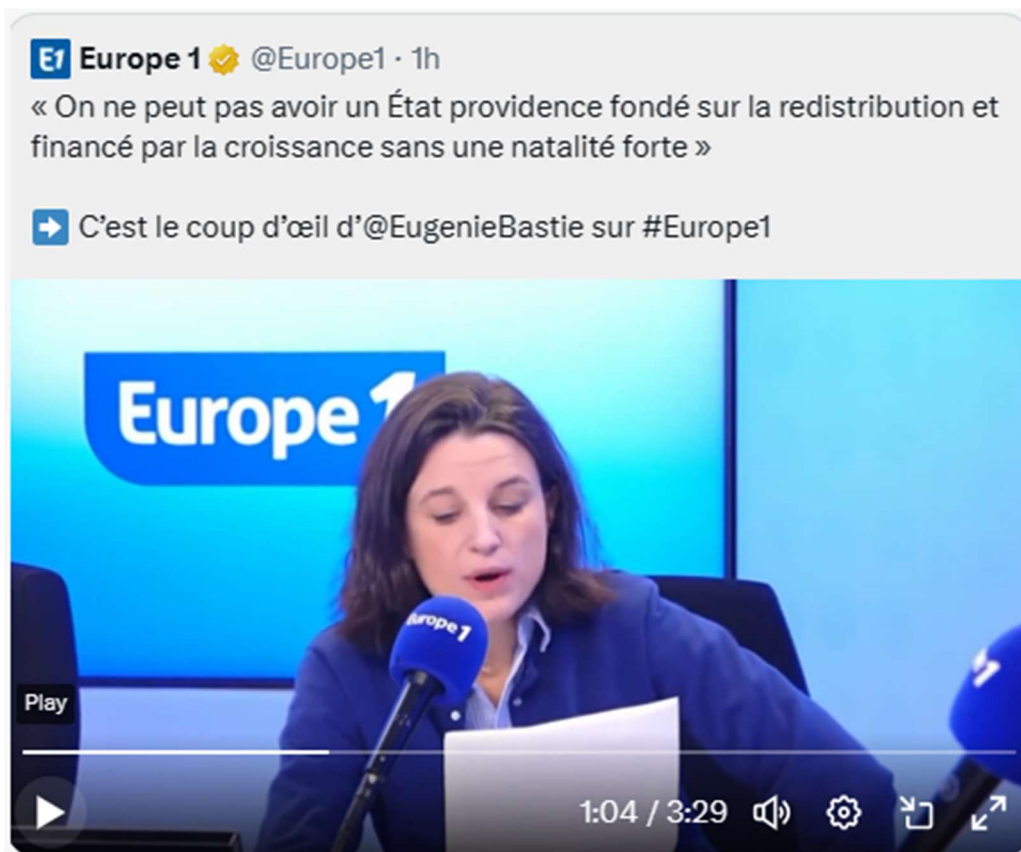 Europe 1 @Europe1 · 1h
« On ne peut pas avoir un État providence fondé sur la redistribution et
financé par la croissance sans une natalité forte »
C’est le coup d’œil d’@EugenieBastie sur #Europe1
Europe 1
Europe 1
1
Play
1:04 / 3:29